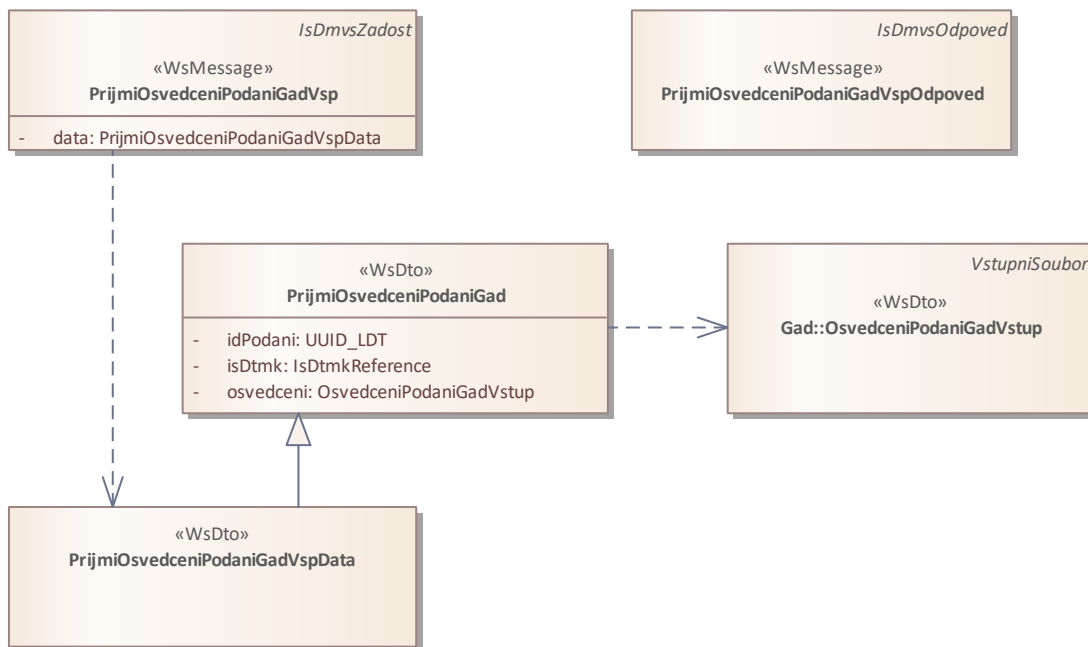 IsDmvsZadost
«WsMessage»
PrijmiOsvedceniPodaniGadVsp
- data: PrijmiOsvedceniPodaniGadVspData
IsDmvsOdpoved
«WsMessage»
PrijmiOsvedceniPodaniGadVspOdpoved
«WsDto»
PrijmiOsvedceniPodaniGad
- idPodani: UUID_LDT
- isDtmk: IsDtmkReference
- osvedceni: OsvedceniPodaniGadVstup
VstupniSoubor
«WsDto»
Gad::OsvedceniPodaniGadVstup
«WsDto»
PrijmiOsvedceniPodaniGadVspData